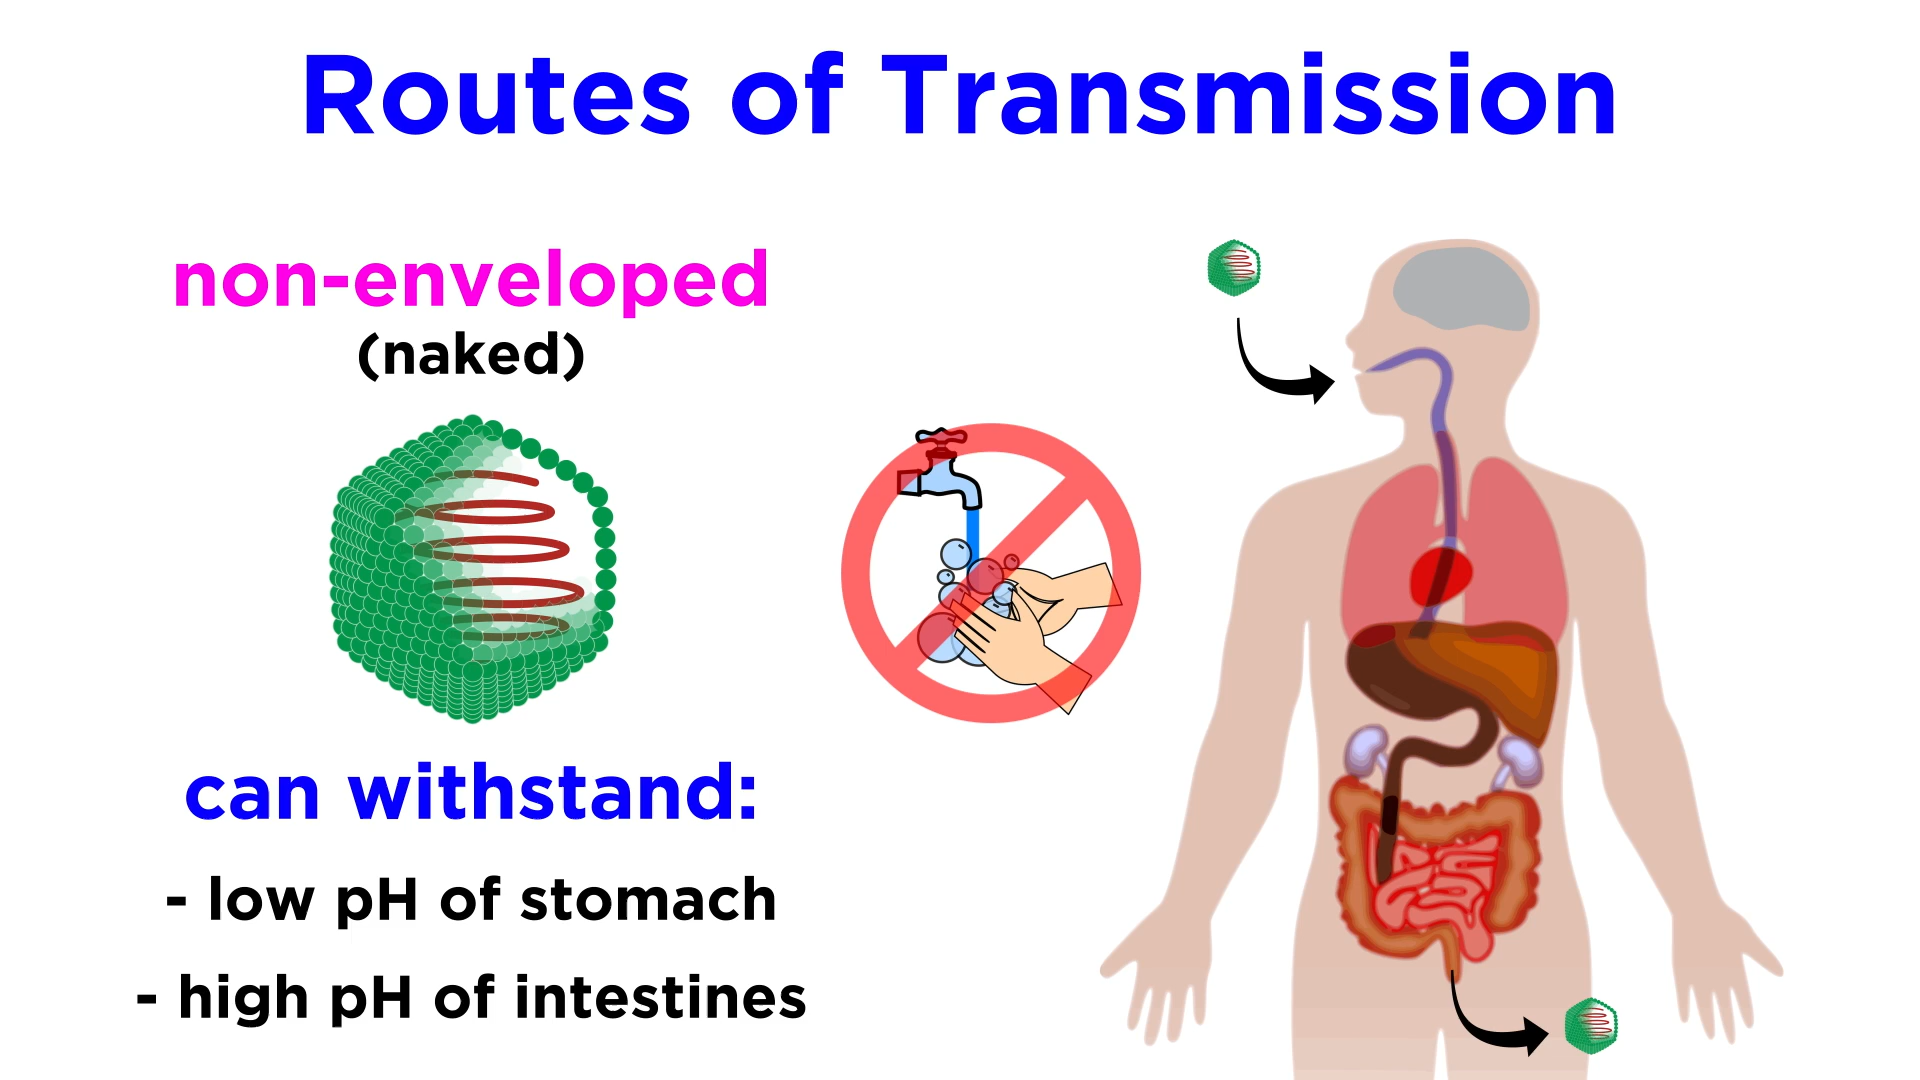 Routes of Transmission
non-enveloped
(naked)
can withstand:
- low pH of stomach
- high pH of intestines